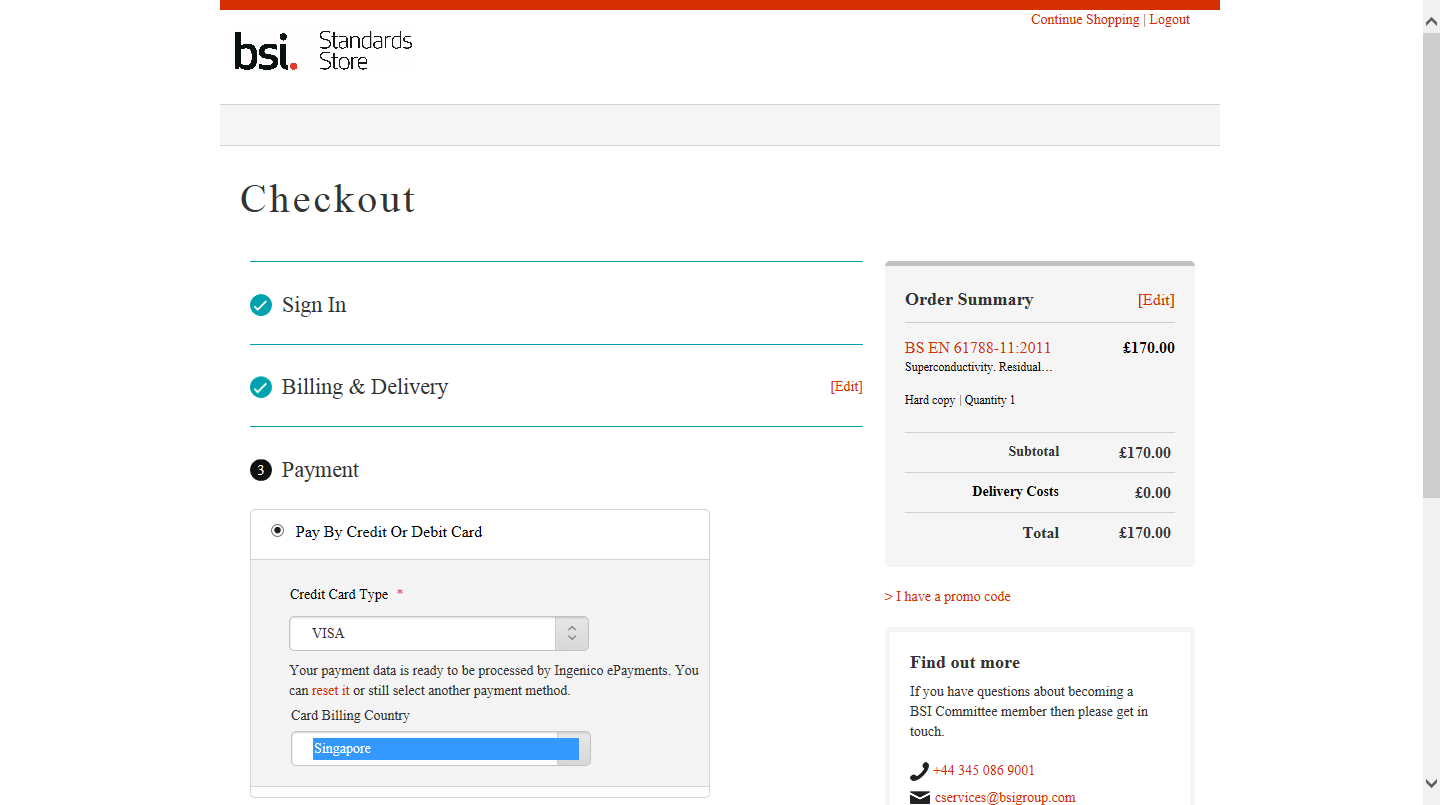 Continue Shopping | Logout
bsi. Standards
Store
Checkout
Sign In
Billing & Delivery [Edit]
3 Payment
Pay By Credit Or Debit Card
Credit Card Type *
VISA
Your payment data is ready to be processed by Ingenico ePayments. You
can reset it or still select another payment method.
Card Billing Country
Singapore
Order Summary [Edit]
BS EN 61788-11:2011 £170.00
Superconductivity. Residual...
Hard copy | Quantity 1
Subtotal £170.00
Delivery Costs £0.00
Total £170.00
> I have a promo code
Find out more
If you have questions about becoming a
BSI Committee member then please get in
touch.
+44 345 086 9001
cservices@bsigroup.com